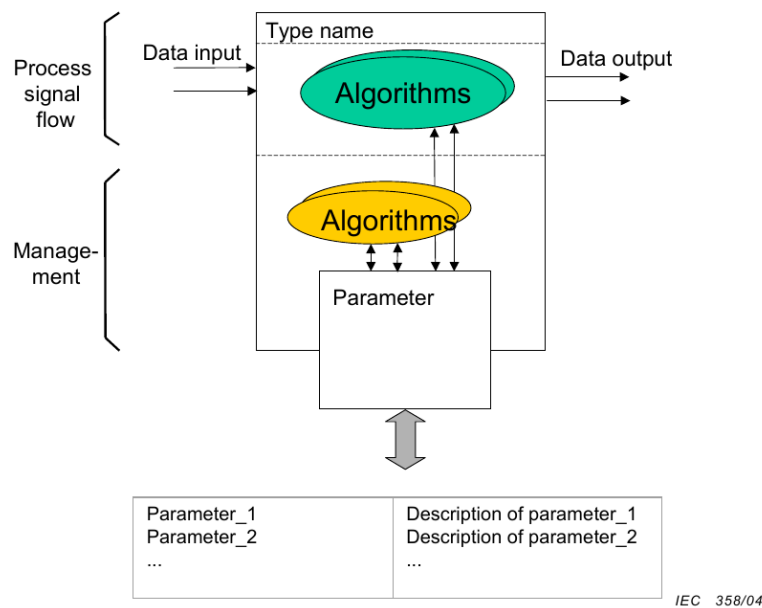 Type name
Data input
Data output
Process
signal
flow
Algorithms
Algorithms
Manage-
ment
Parameter
Parameter_1
Description of parameter_1
Parameter_2
Description of parameter_2
...
...
IEC 358/04